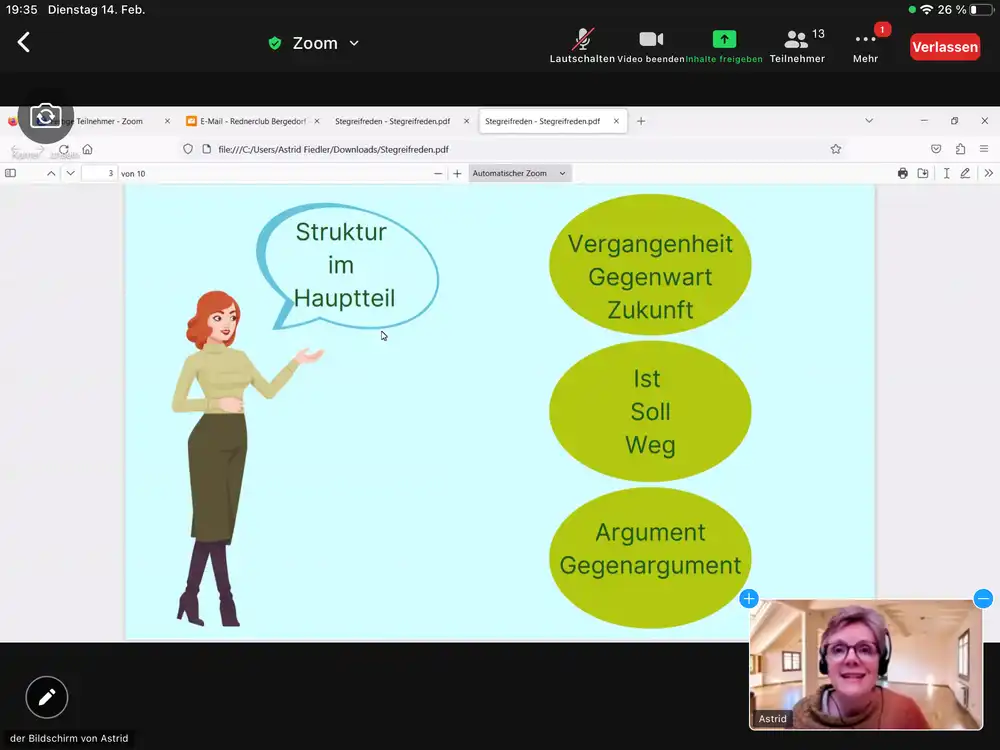 19:35 Dienstag 14. Feb.
26 %
Zoom
Lautschalten
Video beenden
Inhalte freigeben
13
Teilnehmer
1
Mehr
Verlassen
Teilnehmer - Zoom
E-Mail - Rednerclub Bergedorf
Stegreifreden - Stegreifreden.pdf
Stegreifreden - Stegreifreden.pdf
file:///C:/Users/Astrid Fiedler/Downloads/Stegreifreden.pdf
3 von 10
Automatischer Zoom
Struktur
im
Hauptteil
Vergangenheit
Gegenwart
Zukunft
Ist
Soll
Weg
Argument
Gegenargument
Astrid
der Bildschirm von Astrid